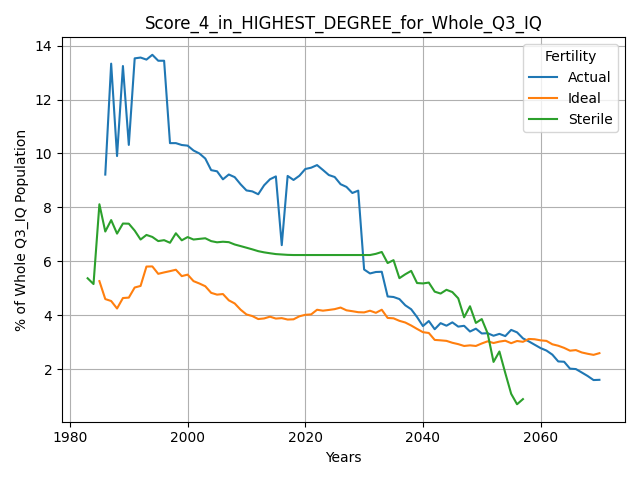 Score_4_in_HIGHEST_DEGREE_for_Whole_Q3_IQ
% of Whole Q3_IQ Population
14
12
10
8
6
4
2
Fertility
Actual
Ideal
Sterile
1980 2000 2020 2040 2060
Years